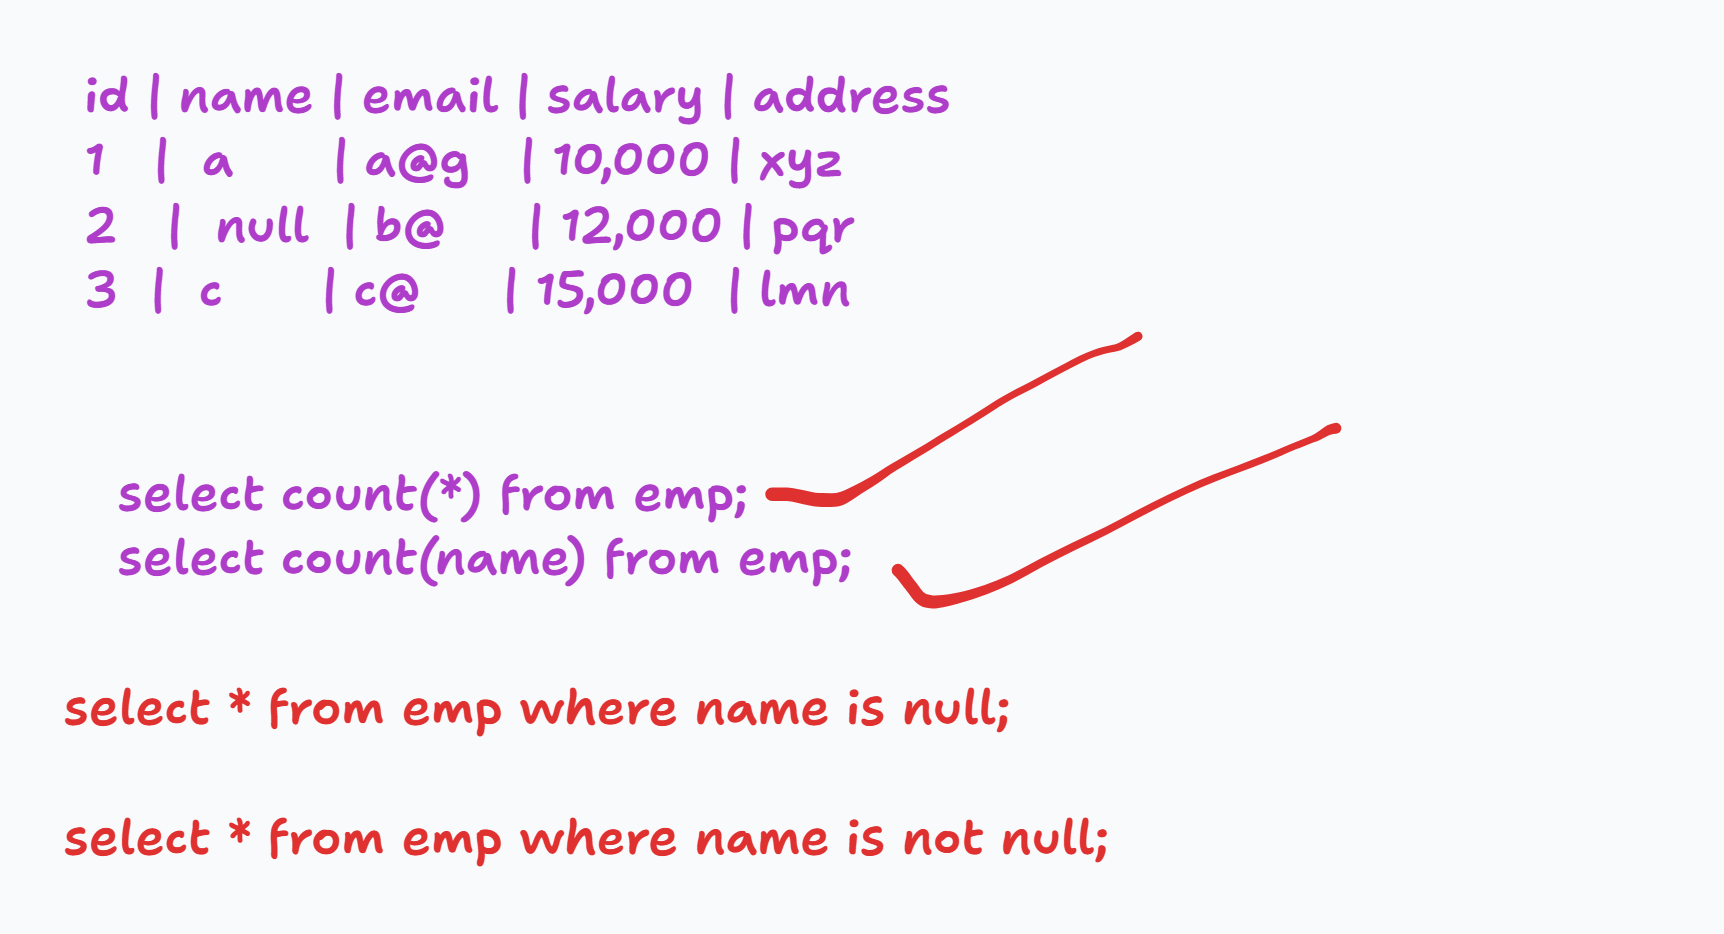 id | name | email | salary | address
1 | a | a@g | 10,000 | xyz
2 | null | b@ | 12,000 | pqr
3 | c | c@ | 15,000 | lmn
select count(*) from emp;
select count(name) from emp;
select * from emp where name is null;
select * from emp where name is not null;